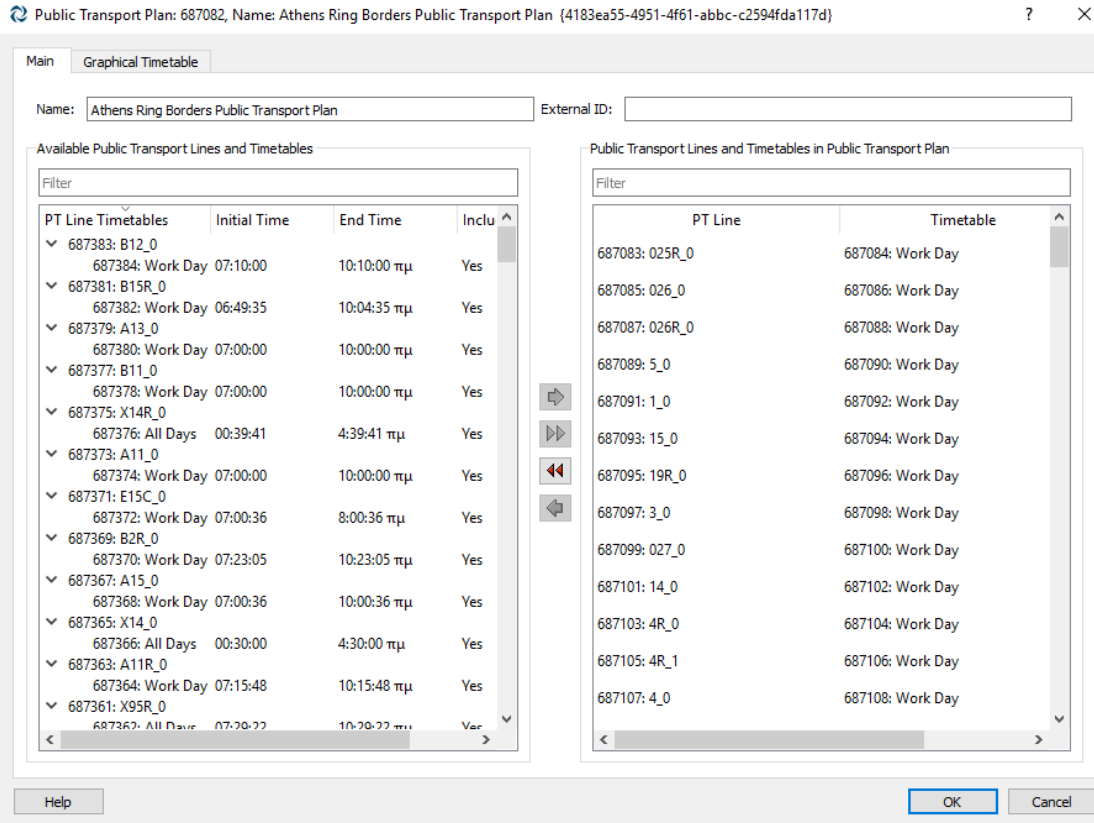 Public Transport Plan: 687082, Name: Athens Ring Borders Public Transport Plan {4183ea55-4951-4f61-abbc-c2594fda117d}
?
Main
Graphical Timetable
Name: Athens Ring Borders Public Transport Plan
External ID:
Available Public Transport Lines and Timetables
Filter
PT Line Timetables Initial Time End Time Inclu
687383: B12_0
687384: Work Day 07:10:00 10:10:00 πμ Yes
687381: B15R_0
687382: Work Day 06:49:35 10:04:35 πμ Yes
687379: A13_0
687380: Work Day 07:00:00 10:00:00 πμ Yes
687377: B11_0
687378: Work Day 07:00:00 10:00:00 πμ Yes
687375: X14R_0
687376: All Days 00:39:41 4:39:41 πμ Yes
687373: A11_0
687374: Work Day 07:00:00 10:00:00 πμ Yes
687371: E15C_0
687372: Work Day 07:00:36 8:00:36 πμ Yes
687369: B2R_0
687370: Work Day 07:23:05 10:23:05 πμ Yes
687367: A15_0
687368: Work Day 07:00:36 10:00:36 πμ Yes
687365: X14_0
687366: All Days 00:30:00 4:30:00 πμ Yes
687363: A11R_0
687364: Work Day 07:15:48 10:15:48 πμ Yes
687361: X95R_0
687362: All Days 07:29:22 10:29:22 πμ Yes
Public Transport Lines and Timetables in Public Transport Plan
Filter
PT Line Timetable
687083: 025R_0 687084: Work Day
687085: 026_0 687086: Work Day
687087: 026R_0 687088: Work Day
687089: 5_0 687090: Work Day
687091: 1_0 687092: Work Day
687093: 15_0 687094: Work Day
687095: 19R_0 687096: Work Day
687097: 3_0 687098: Work Day
687099: 027_0 687100: Work Day
687101: 14_0 687102: Work Day
687103: 4R_0 687104: Work Day
687105: 4R_1 687106: Work Day
687107: 4_0 687108: Work Day
Help
OK
Cancel